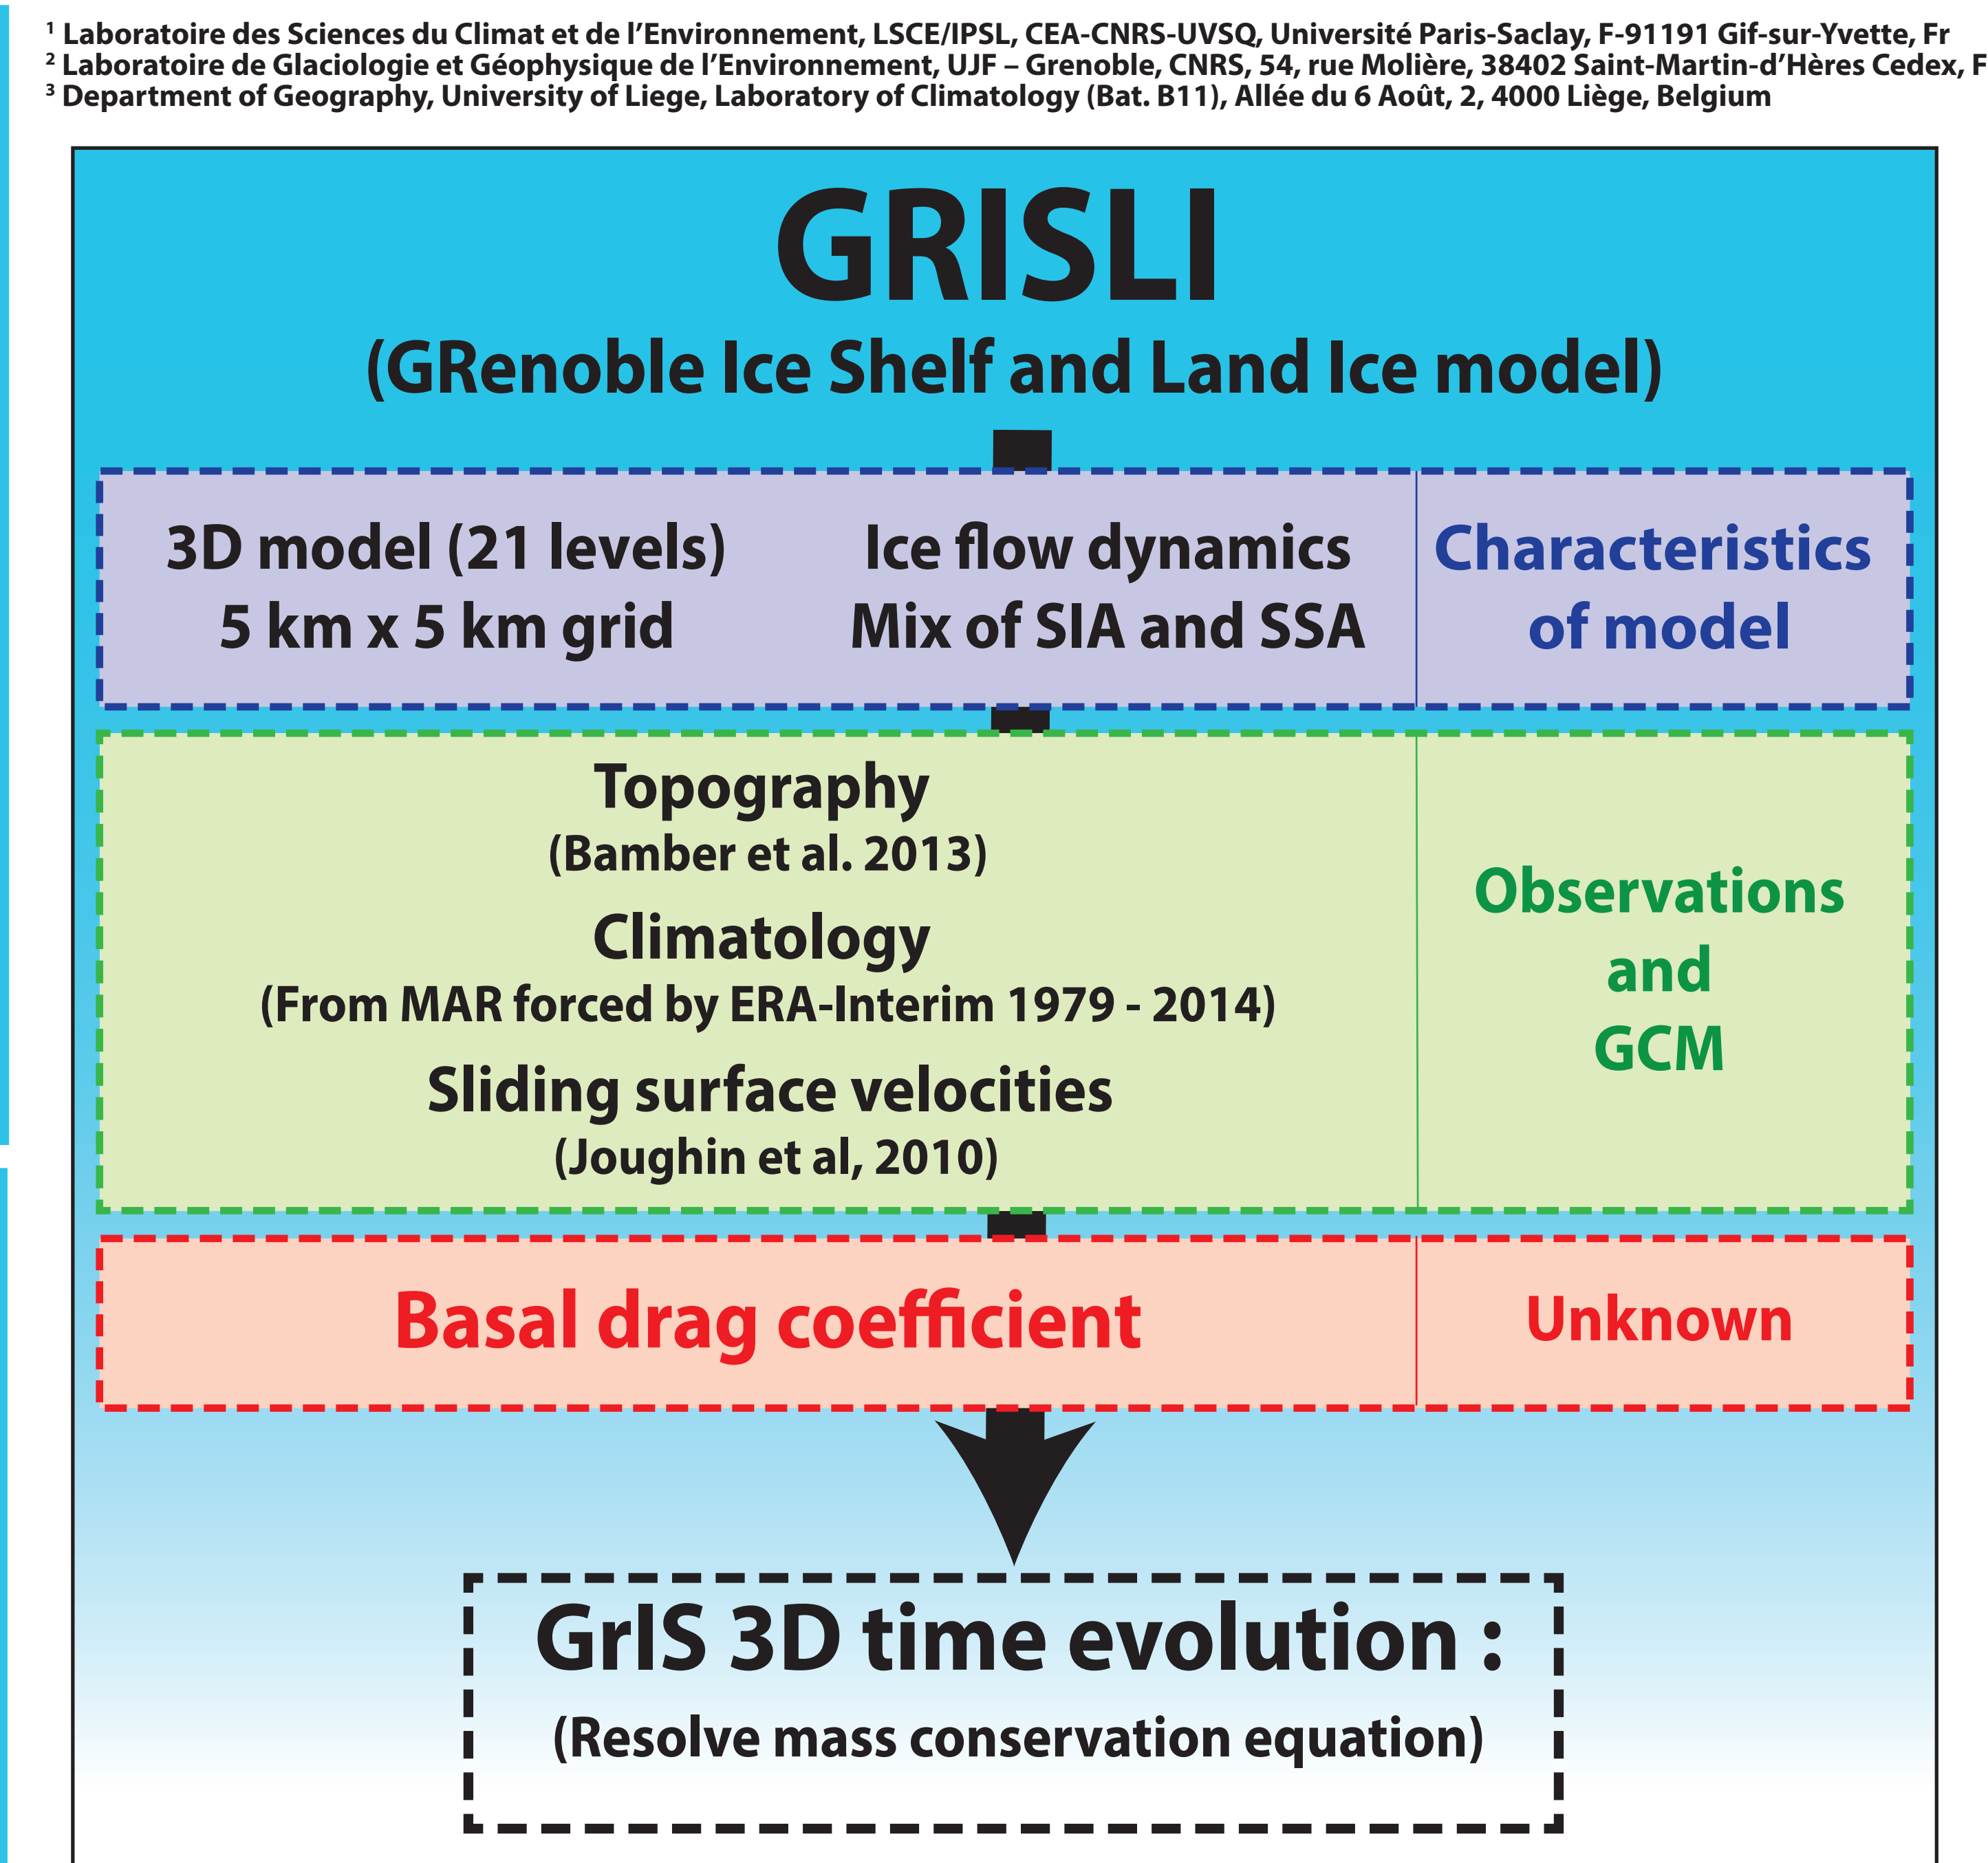 ¹ Laboratoire des Sciences du Climat et de l’Environnement, LSCE/IPSL, CEA-CNRS-UVSQ, Université Paris-Saclay, F-91191 Gif-sur-Yvette, Fr
² Laboratoire de Glaciologie et Géophysique de l’Environnement, UJF – Grenoble, CNRS, 54, rue Molière, 38402 Saint-Martin-d’Hères Cedex, F
³ Department of Geography, University of Liege, Laboratory of Climatology (Bat. B11), Allée du 6 Août, 2, 4000 Liège, Belgium
GRISLI
(GRenoble Ice Shelf and Land Ice model)
3D model (21 levels)
5 km x 5 km grid
Ice flow dynamics
Mix of SIA and SSA
Characteristics
of model
Topography
(Bamber et al. 2013)
Climatology
(From MAR forced by ERA-Interim 1979 - 2014)
Sliding surface velocities
(Joughin et al, 2010)
Observations
and
GCM
Basal drag coefficient
Unknown
GrIS 3D time evolution :
(Resolve mass conservation equation)